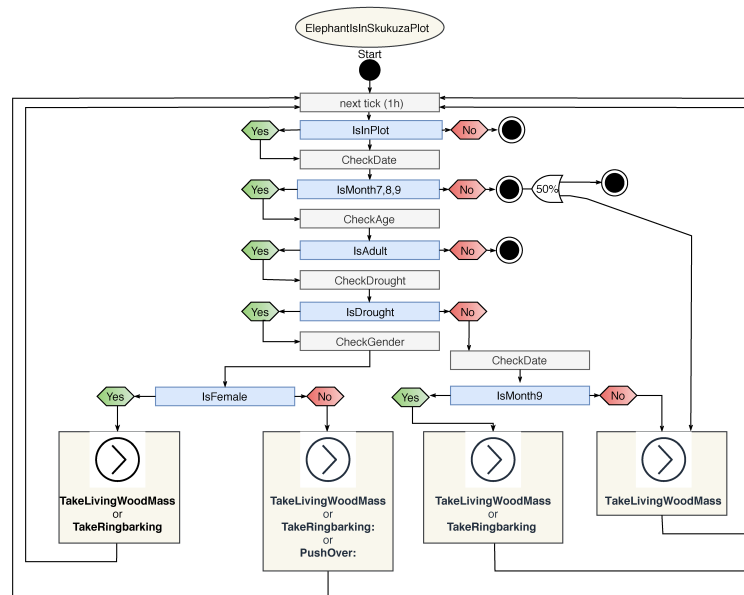 ElephantIsInSkukuzaPlot
Start
next tick (1h)
Yes
IsInPlot
No
CheckDate
Yes
IsMonth7,8,9
No
50%
CheckAge
Yes
IsAdult
No
CheckDrought
Yes
IsDrought
No
CheckGender
CheckDate
Yes
IsFemale
No
Yes
IsMonth9
No
TakeLivingWoodMass
or
TakeRingbarking
TakeLivingWoodMass
or
TakeRingbarking:
or
PushOver:
TakeLivingWoodMass
or
TakeRingbarking
TakeLivingWoodMass